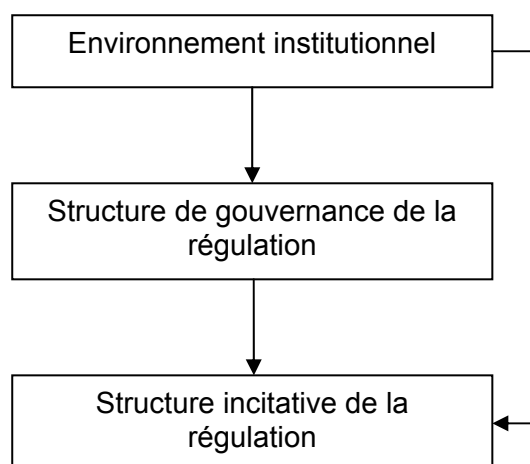 Environnement institutionnel
Structure de gouvernance de la
régulation
Structure incitative de la
régulation